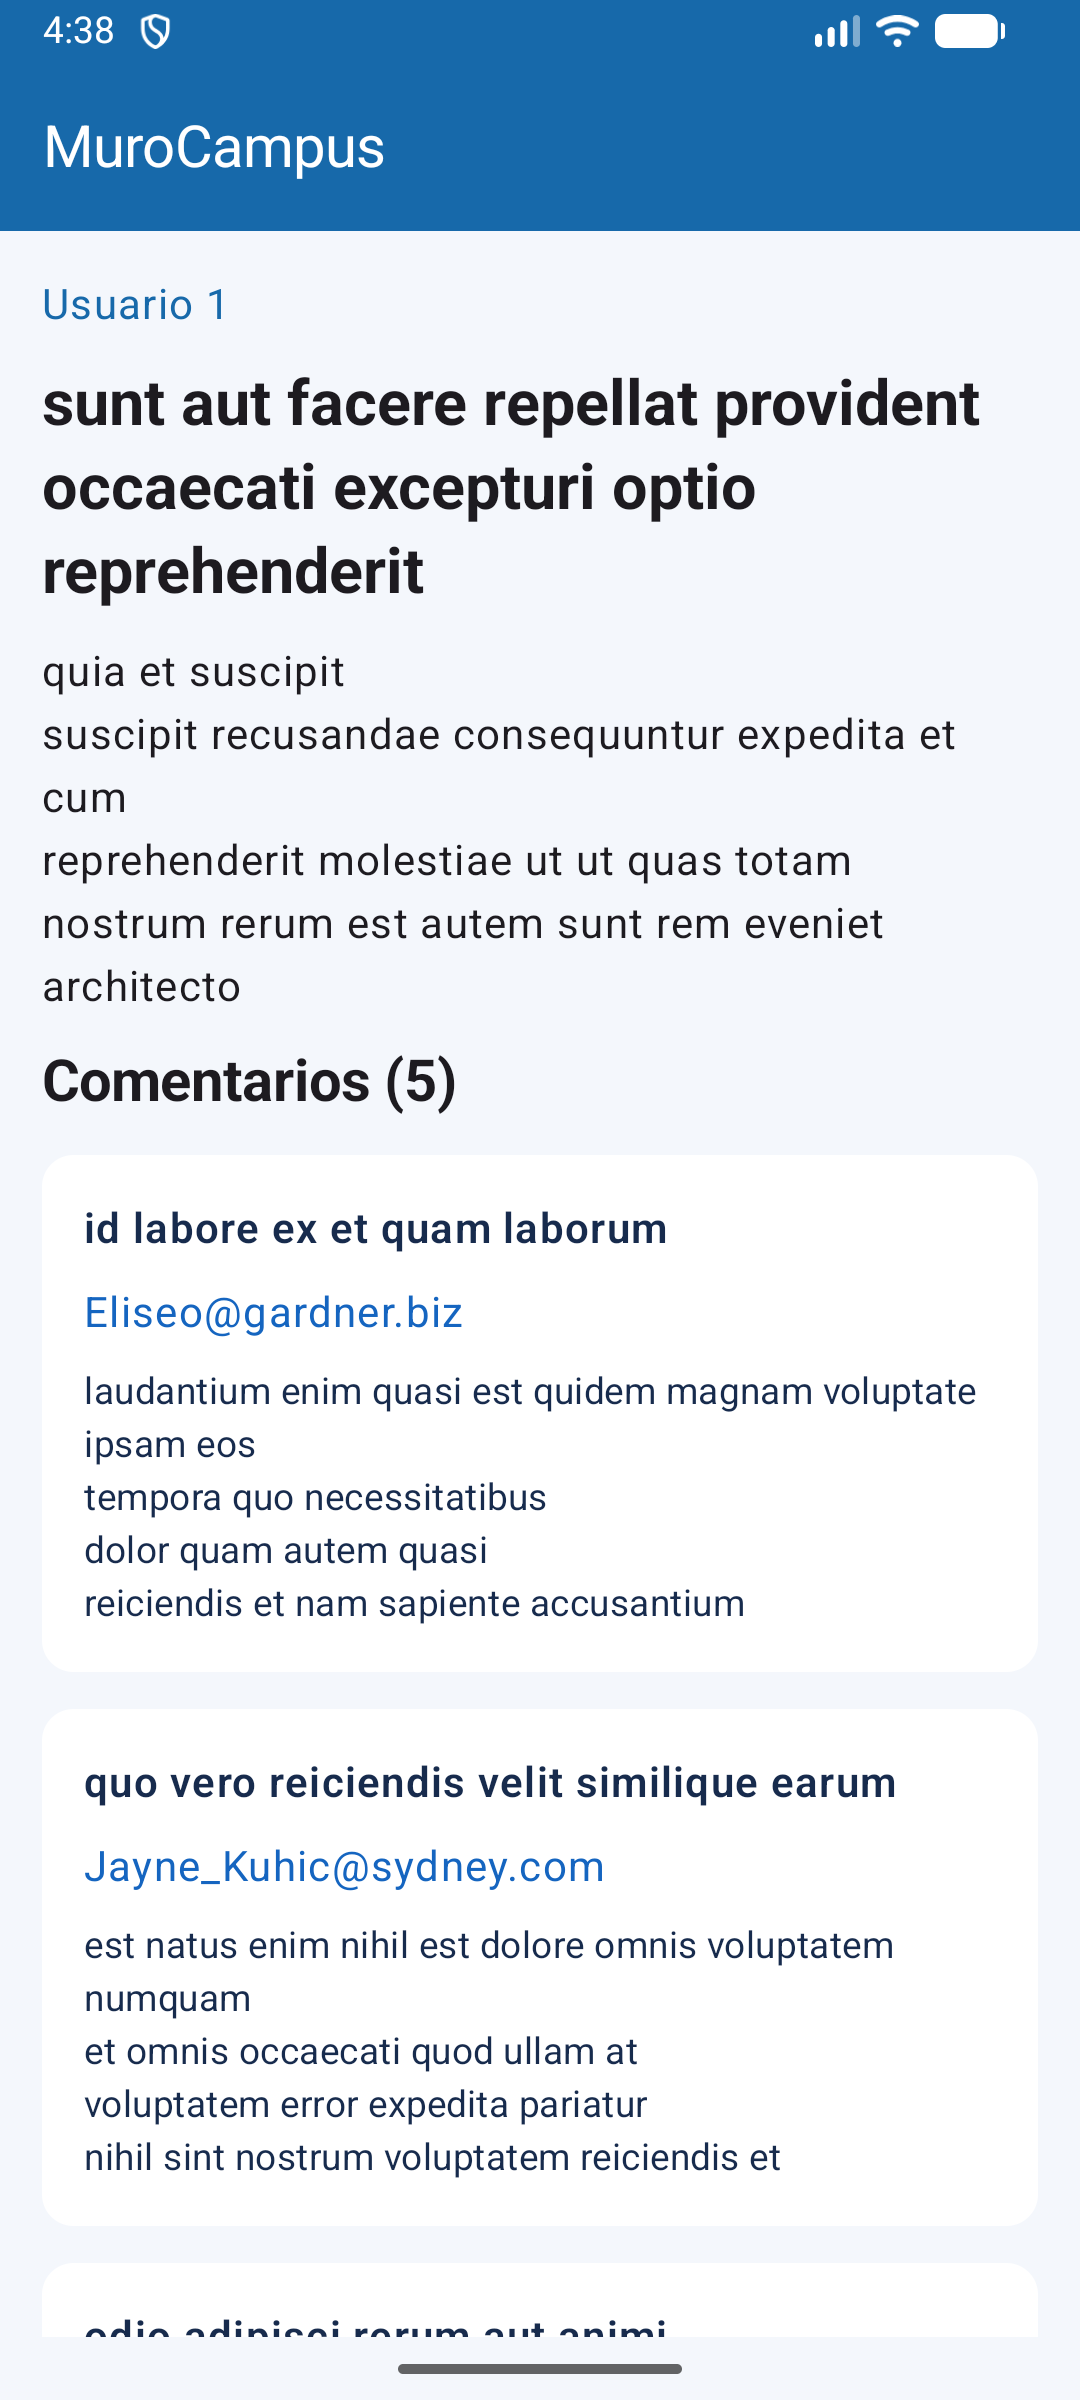 4:38
MuroCampus
Usuario 1
sunt aut facere repellat provident
occaecati excepturi optio
reprehenderit
quia et suscipit
suscipit recusandae consequuntur expedita et
cum
reprehenderit molestiae ut ut quas totam
nostrum rerum est autem sunt rem eveniet
architecto
Comentarios (5)
id labore ex et quam laborum
Eliseo@gardner.biz
laudantium enim quasi est quidem magnam voluptate
ipsam eos
tempora quo necessitatibus
dolor quam autem quasi
reiciendis et nam sapiente accusantium
quo vero reiciendis velit similique earum
Jayne_Kuhic@sydney.com
est natus enim nihil est dolore omnis voluptatem
numquam
et omnis occaecati quod ullam at
voluptatem error expedita pariatur
nihil sint nostrum voluptatem reiciendis et
odio adipisci rerum aut animi